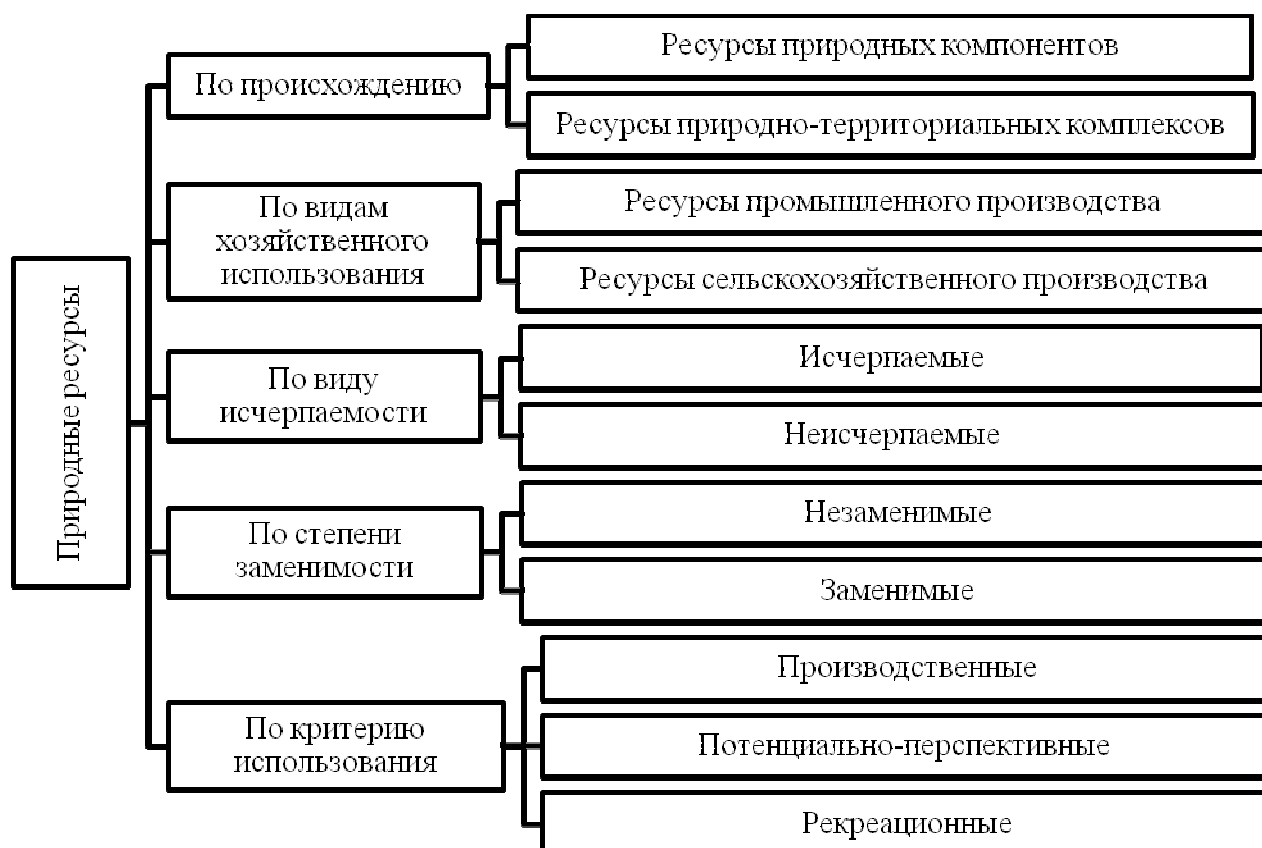 Природные ресурсы
По происхождению
Ресурсы природных компонентов
Ресурсы природно-территориальных комплексов
По видам
хозяйственного
использования
Ресурсы промышленного производства
Ресурсы сельскохозяйственного производства
По виду
исчерпаемости
Исчерпаемые
Неисчерпаемые
По степени
заменимости
Незаменимые
Заменимые
По критерию
использования
Производственные
Потенциально-перспективные
Рекреационные